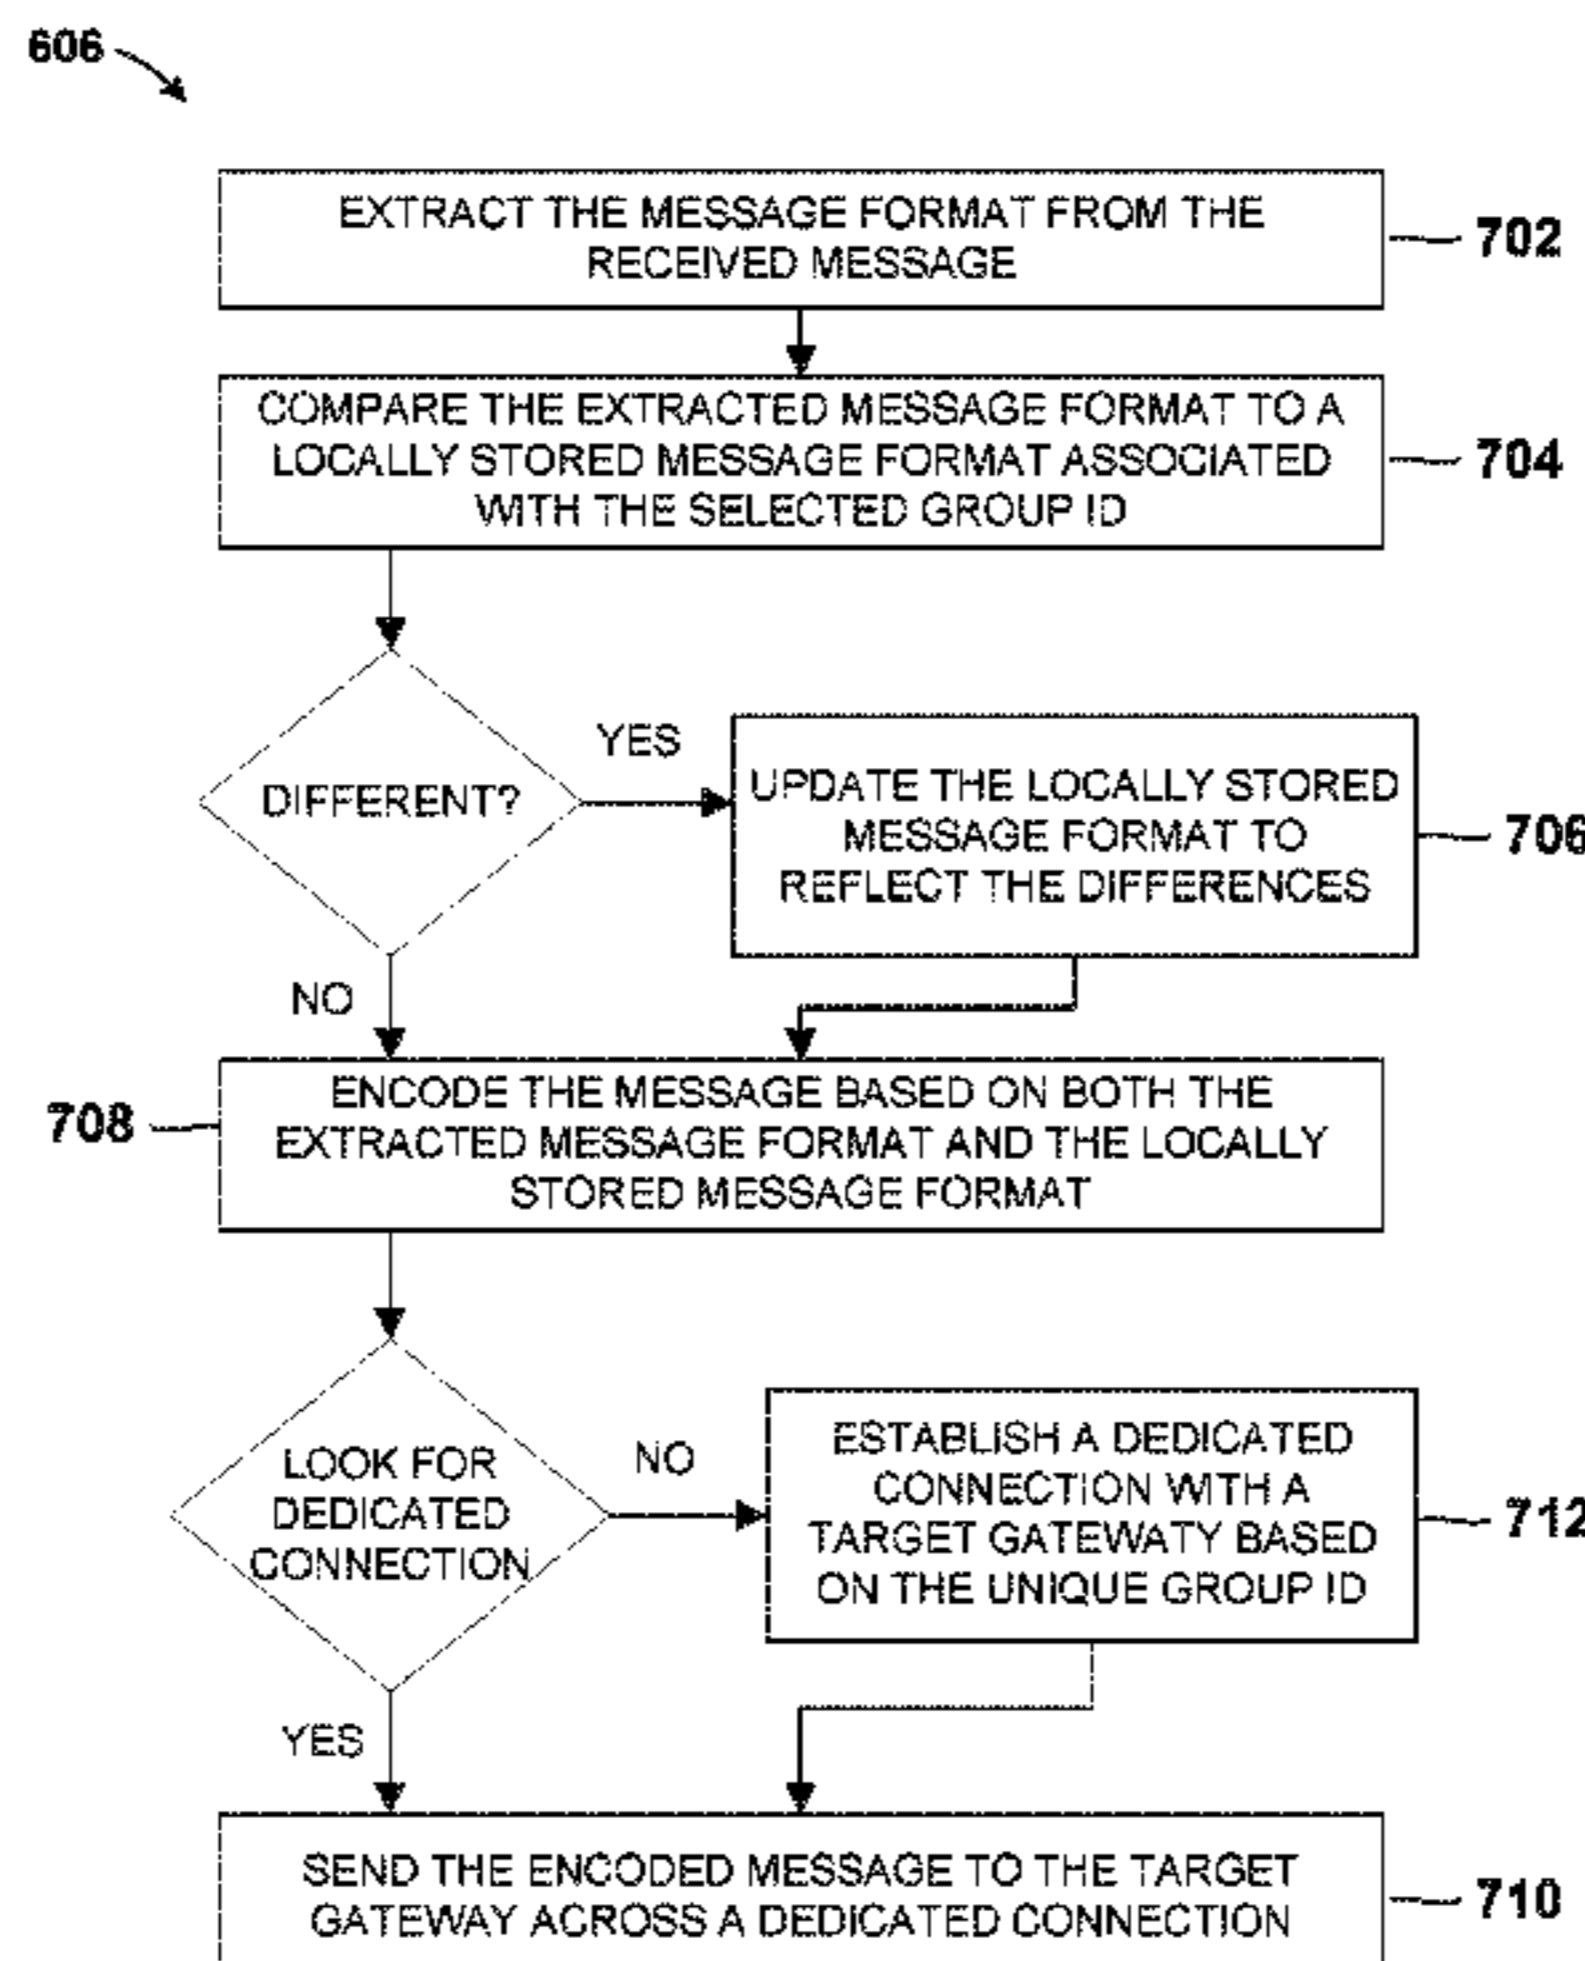 606
EXTRACT THE MESSAGE FORMAT FROM THE
RECEIVED MESSAGE
702
COMPARE THE EXTRACTED MESSAGE FORMAT TO A
LOCALLY STORED MESSAGE FORMAT ASSOCIATED
WITH THE SELECTED GROUP ID
704
DIFFERENT?
YES
UPDATE THE LOCALLY STORED
MESSAGE FORMAT TO
REFLECT THE DIFFERENCES
706
NO
708
ENCODE THE MESSAGE BASED ON BOTH THE
EXTRACTED MESSAGE FORMAT AND THE LOCALLY
STORED MESSAGE FORMAT
LOOK FOR
DEDICATED
CONNECTION
NO
ESTABLISH A DEDICATED
CONNECTION WITH A
TARGET GATEWATY BASED
ON THE UNIQUE GROUP ID
712
YES
SEND THE ENCODED MESSAGE TO THE TARGET
GATEWAY ACROSS A DEDICATED CONNECTION
710